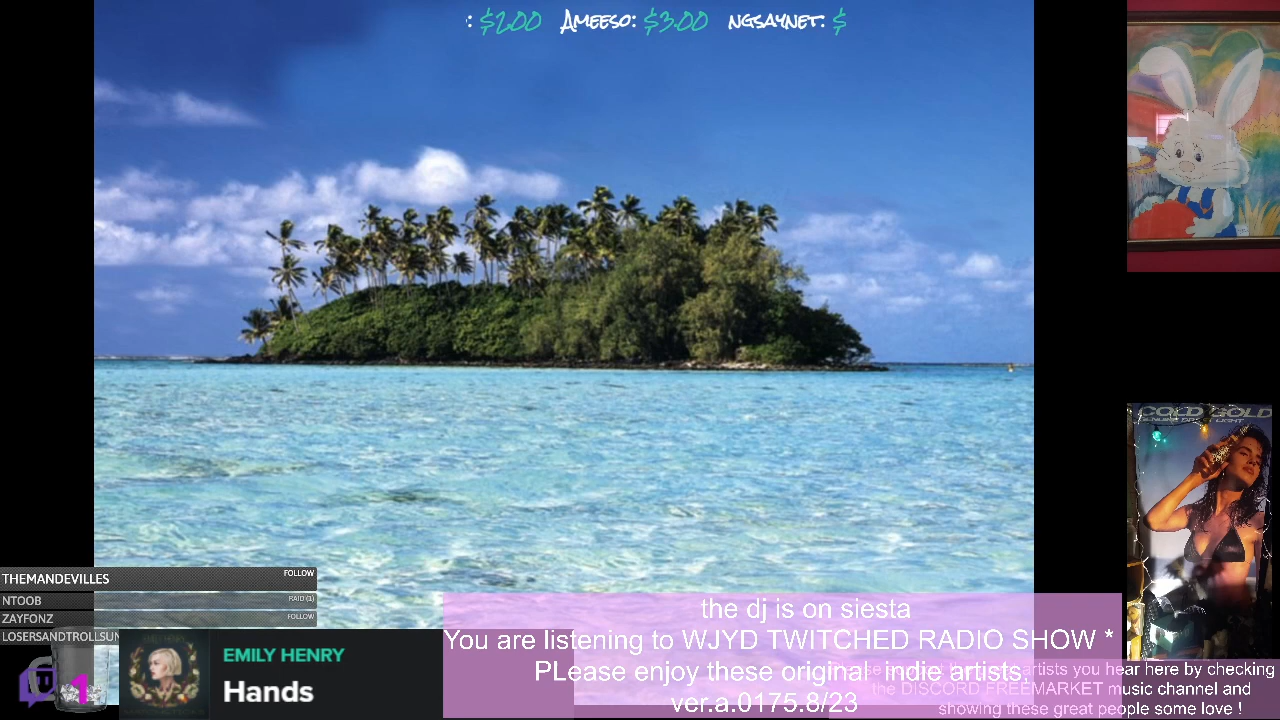 : $2.00 Ameeso: $3.00 ngsaynet: $
COLD GOLD
THEMANDEVILLES FOLLOW
NTOOB RAID (1)
ZAYFONZ FOLLOW
LOSERSANDTROLLSUN
1
EMILY HENRY
Hands
the dj is on siesta
You are listening to WJYD TWITCHED RADIO SHOW *
PLease enjoy these original indie artists,
ver.a.0175.8/23
artists you hear here by checking
the DISCORD FREEMARKET music channel and
showing these great people some love !